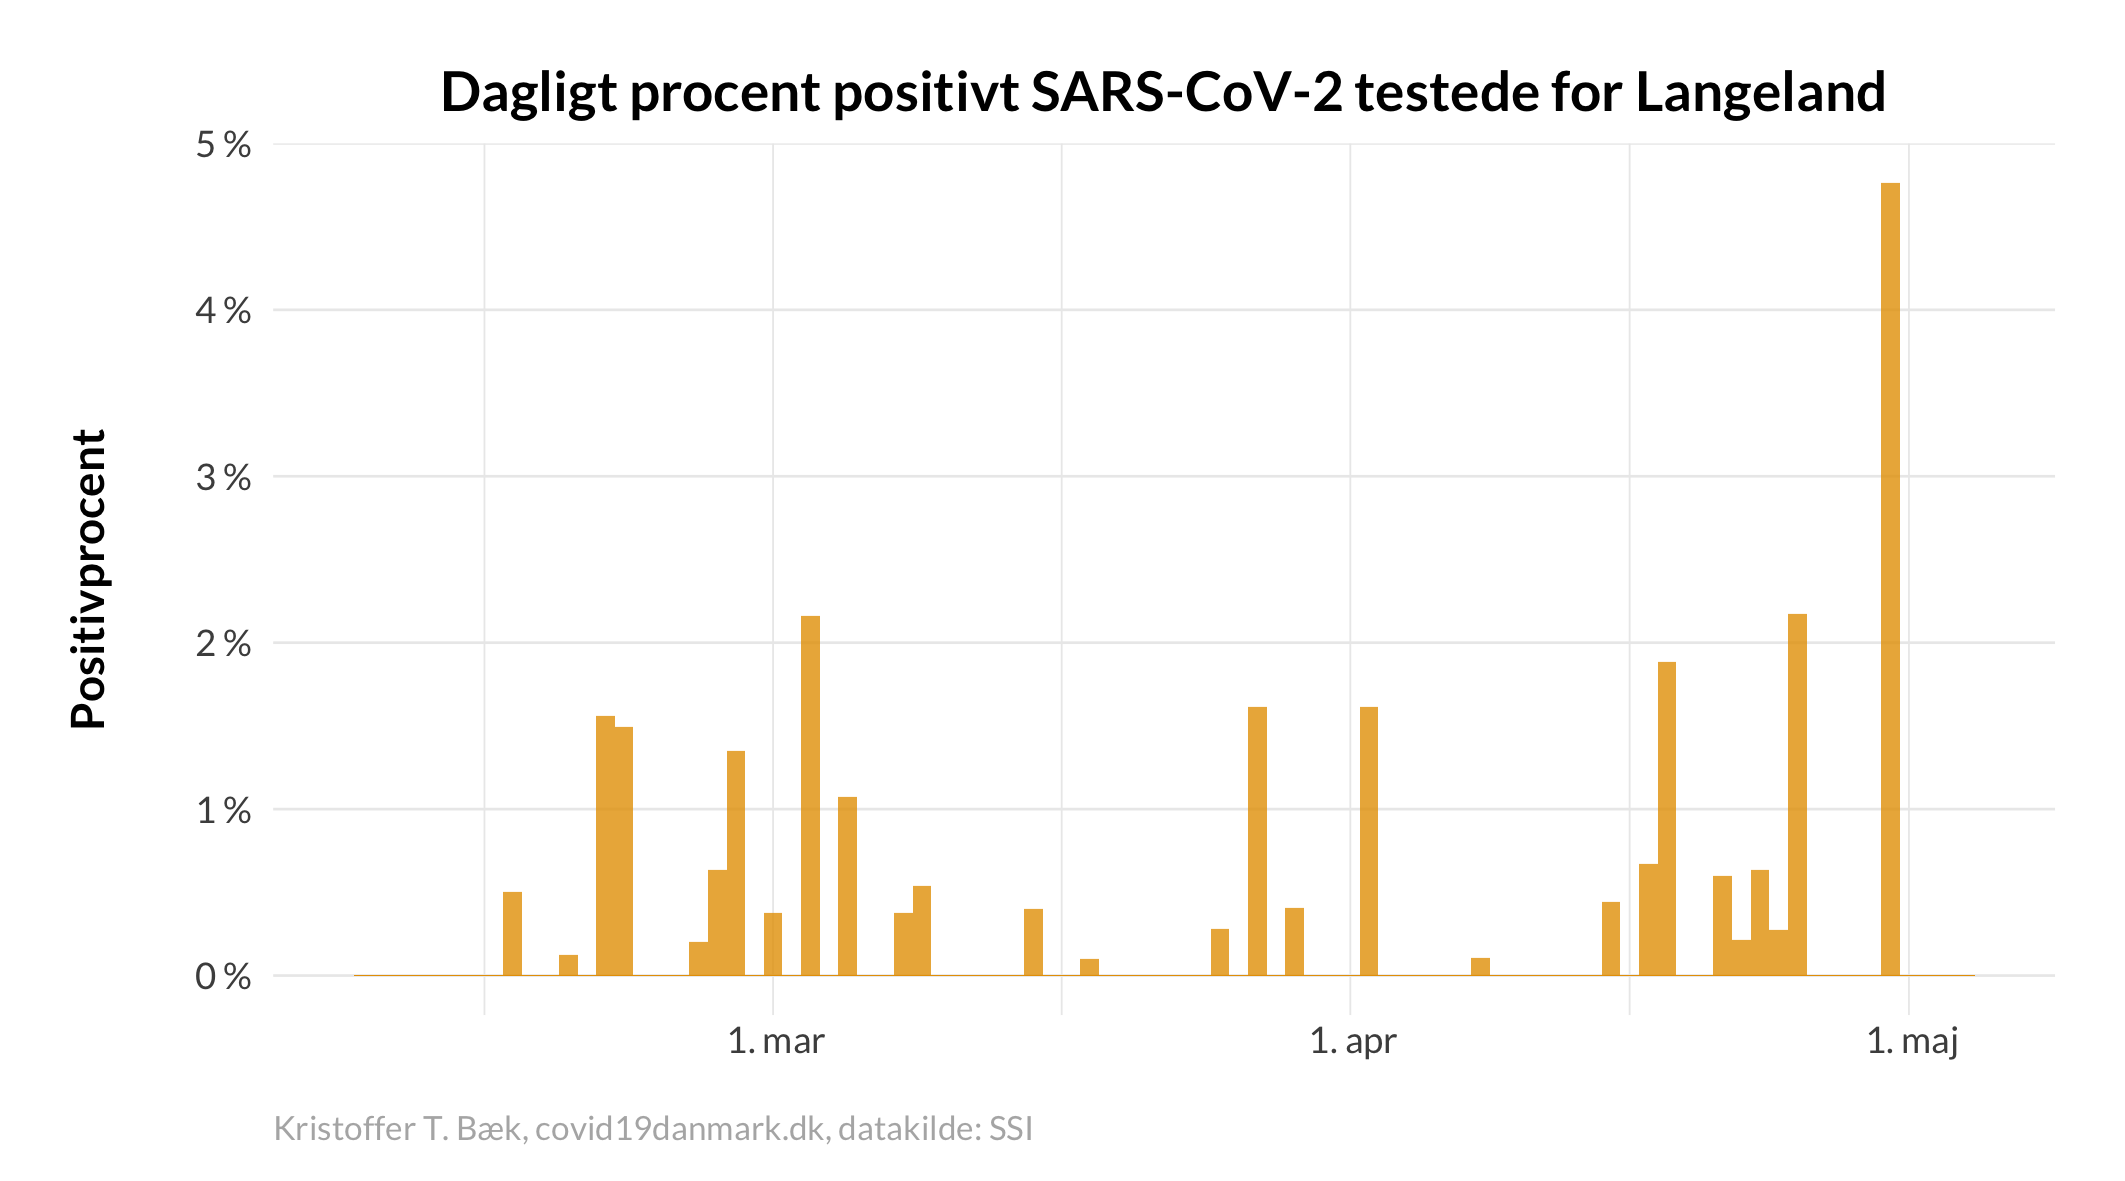 Dagligt procent positivt SARS-CoV-2 testede for Langeland
5 %
4 %
3 %
2 %
1 %
0 %
Positivprocent
1. mar
1. apr
1. maj
Kristoffer T. Bæk, covid19danmark.dk, datakilde: SSI